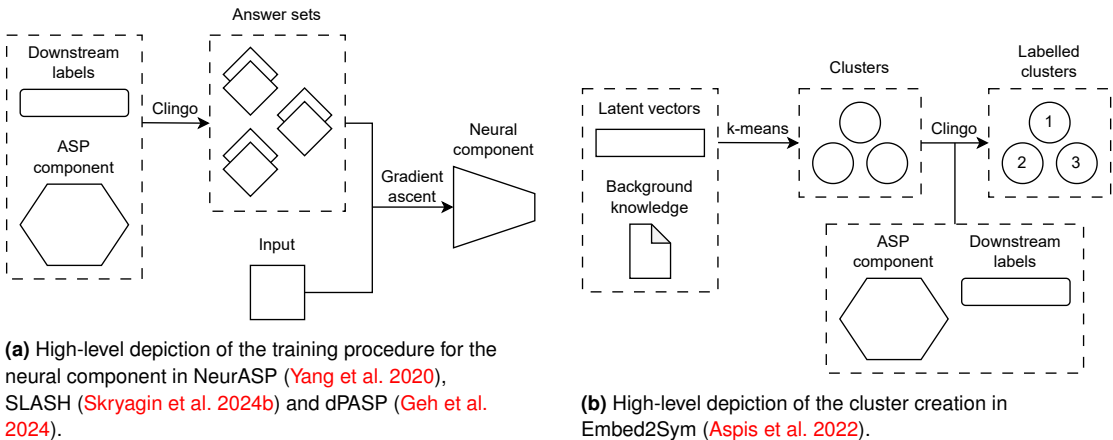 Answer sets
Downstream
labels
Clingo
ASP
component
Neural
component
Gradient
ascent
Input
(a) High-level depiction of the training procedure for the
neural component in NeurASP (Yang et al. 2020),
SLASH (Skryagin et al. 2024b) and dPASP (Geh et al.
2024).
Labelled
clusters
Clusters
Latent vectors
k-means
Clingo
1
2
3
Background
knowledge
ASP
component
Downstream
labels
(b) High-level depiction of the cluster creation in
Embed2Sym (Aspis et al. 2022).